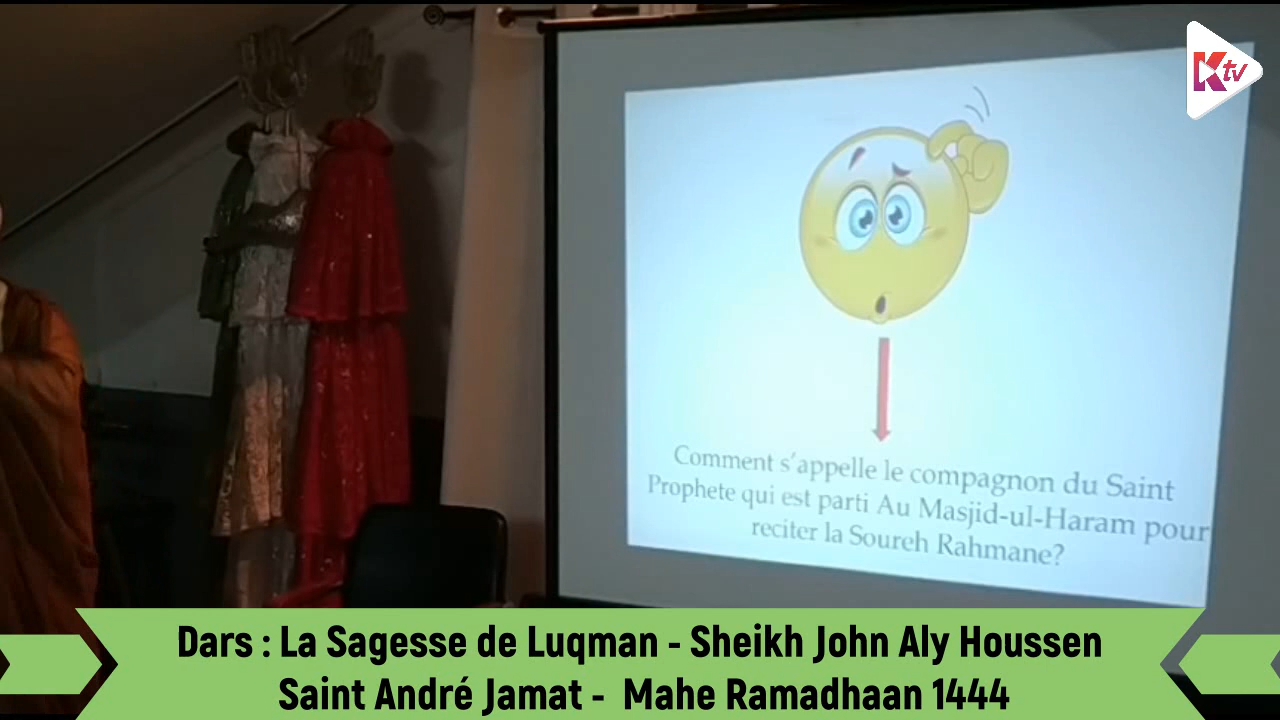 Ktv
Comment s'appelle le compagnon du Saint
Prophete qui est parti Au Masjid-ul-Haram pour
reciter la Soureh Rahmane?
Dars : La Sagesse de Luqman - Sheikh John Aly Houssen
Saint André Jamat - Mahe Ramadhaan 1444